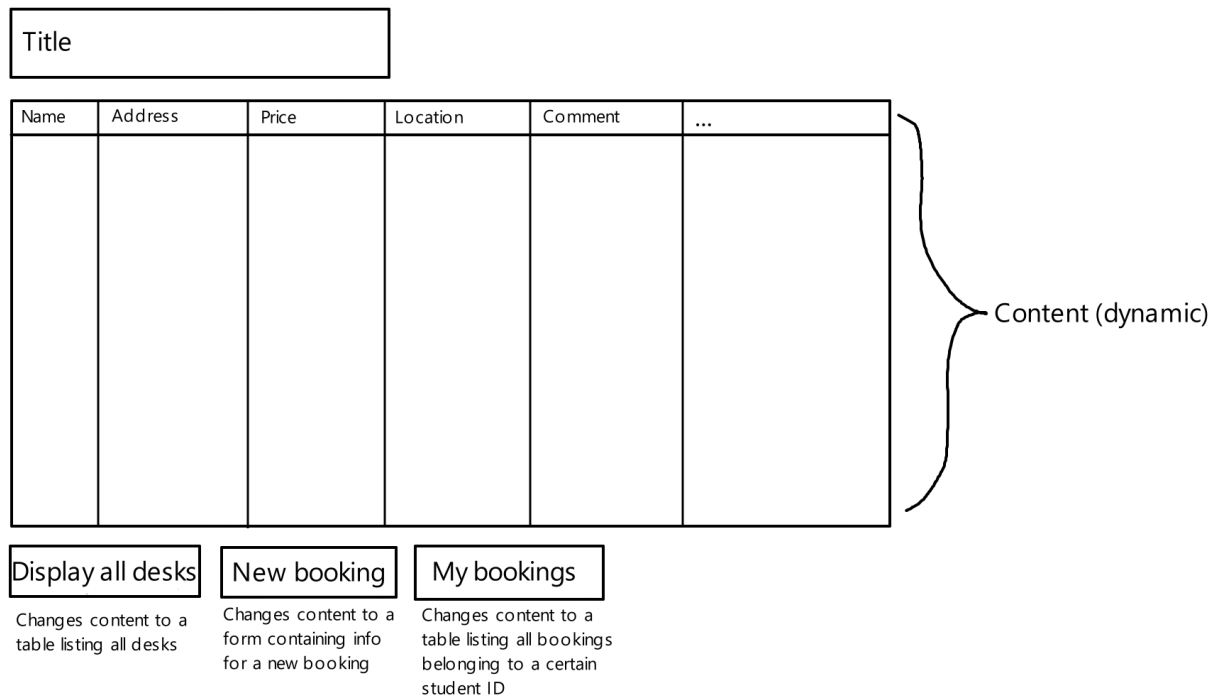 Title
Name Address Price Location Comment ...
Content (dynamic)
Display all desks New booking My bookings
Changes content to a
table listing all desks
Changes content to a
form containing info
for a new booking
Changes content to a
table listing all bookings
belonging to a certain
student ID